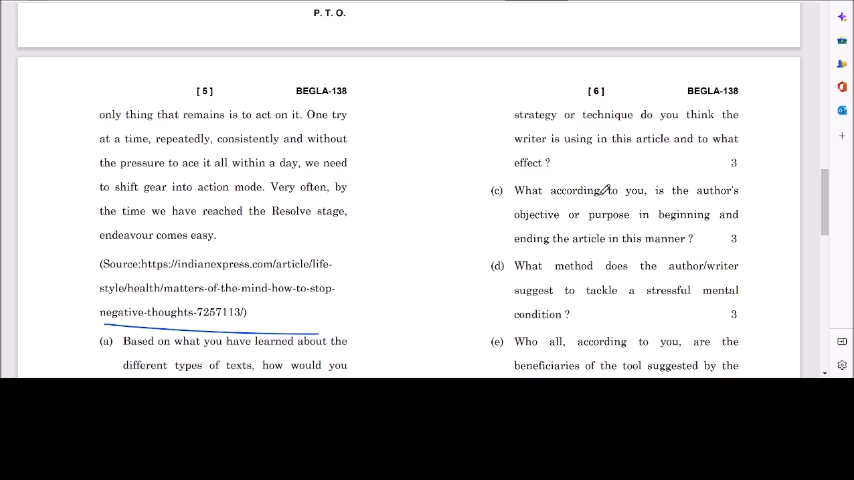 P. T. O.
[ 5 ] BEGLA-138
only thing that remains is to act on it. One try
at a time, repeatedly, consistently and without
the pressure to ace it all within a day, we need
to shift gear into action mode. Very often, by
the time we have reached the Resolve stage,
endeavour comes easy.
(Source:https://indianexpress.com/article/life-
style/health/matters-of-the-mind-how-to-stop-
negative-thoughts-7257113/)
(a) Based on what you have learned about the
different types of texts, how would you
[ 6 ] BEGLA-138
strategy or technique do you think the
writer is using in this article and to what
effect ? 3
(c) What according to you, is the author's
objective or purpose in beginning and
ending the article in this manner ? 3
(d) What method does the author/writer
suggest to tackle a stressful mental
condition ? 3
(e) Who all, according to you, are the
beneficiaries of the tool suggested by the